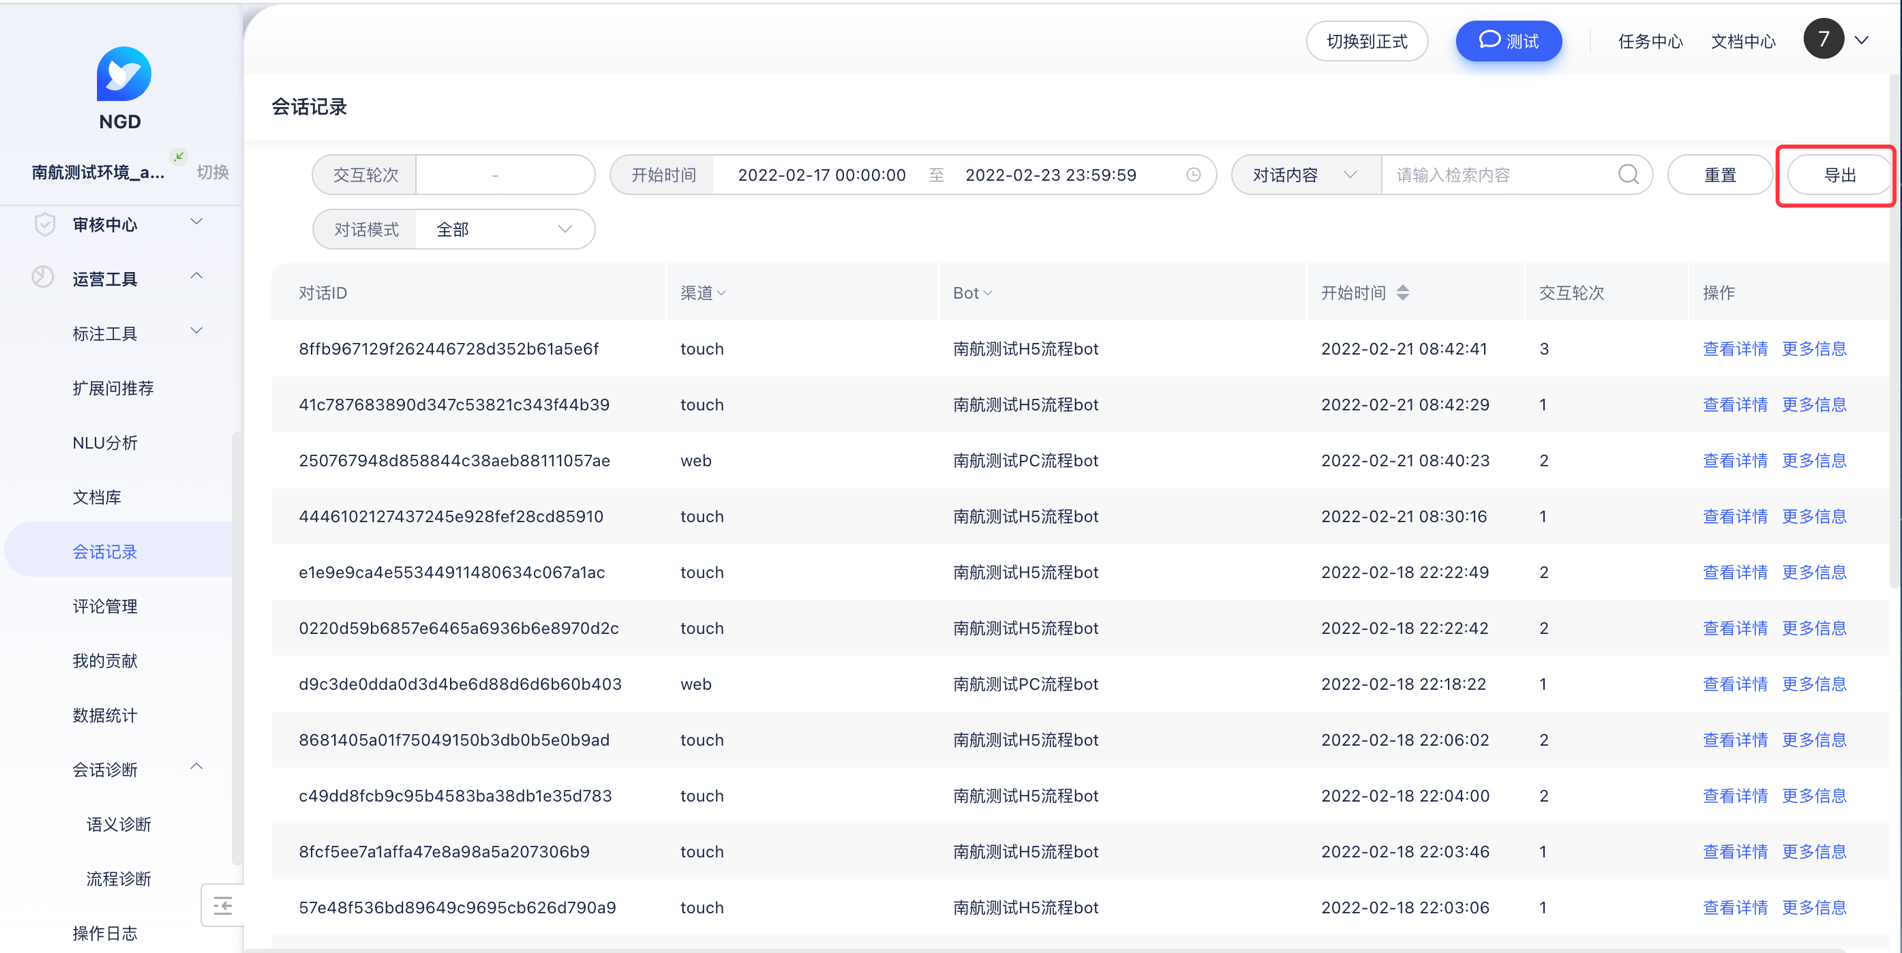 切换到正式
测试
任务中心
文档中心
7
NGD
南航测试环境_a...
切换
审核中心
运营工具
标注工具
扩展问推荐
NLU分析
文档库
会话记录
评论管理
我的贡献
数据统计
会话诊断
语义诊断
流程诊断
操作日志
会话记录
交互轮次 -
开始时间 2022-02-17 00:00:00 至 2022-02-23 23:59:59
对话内容 请输入检索内容
重置
导出
对话模式 全部
对话ID 渠道 Bot 开始时间 交互轮次 操作
8ffb967129f262446728d352b61a5e6f touch 南航测试H5流程bot 2022-02-21 08:42:41 3 查看详情 更多信息
41c787683890d347c53821c343f44b39 touch 南航测试H5流程bot 2022-02-21 08:42:29 1 查看详情 更多信息
250767948d858844c38aeb88111057ae web 南航测试PC流程bot 2022-02-21 08:40:23 2 查看详情 更多信息
4446102127437245e928fef28cd85910 touch 南航测试H5流程bot 2022-02-21 08:30:16 1 查看详情 更多信息
e1e9e9ca4e55344911480634c067a1ac touch 南航测试H5流程bot 2022-02-18 22:22:49 2 查看详情 更多信息
0220d59b6857e6465a6936b6e8970d2c touch 南航测试H5流程bot 2022-02-18 22:22:42 2 查看详情 更多信息
d9c3de0dda0d3d4be6d88d6d6b60b403 web 南航测试PC流程bot 2022-02-18 22:18:22 1 查看详情 更多信息
8681405a01f75049150b3db0b5e0b9ad touch 南航测试H5流程bot 2022-02-18 22:06:02 2 查看详情 更多信息
c49dd8fcb9c95b4583ba38db1e35d783 touch 南航测试H5流程bot 2022-02-18 22:04:00 2 查看详情 更多信息
8fcf5ee7a1affa47e8a98a5a207306b9 touch 南航测试H5流程bot 2022-02-18 22:03:46 1 查看详情 更多信息
57e48f536bd89649c9695cb626d790a9 touch 南航测试H5流程bot 2022-02-18 22:03:06 1 查看详情 更多信息